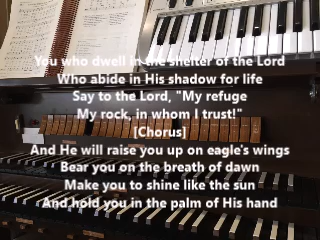 You who dwell in the shelter of the Lord
Who abide in His shadow for life
Say to the Lord, "My refuge
My rock, in whom I trust!"
[Chorus]
And He will raise you up on eagle's wings
Bear you on the breath of dawn
Make you to shine like the sun
And hold you in the palm of His hand